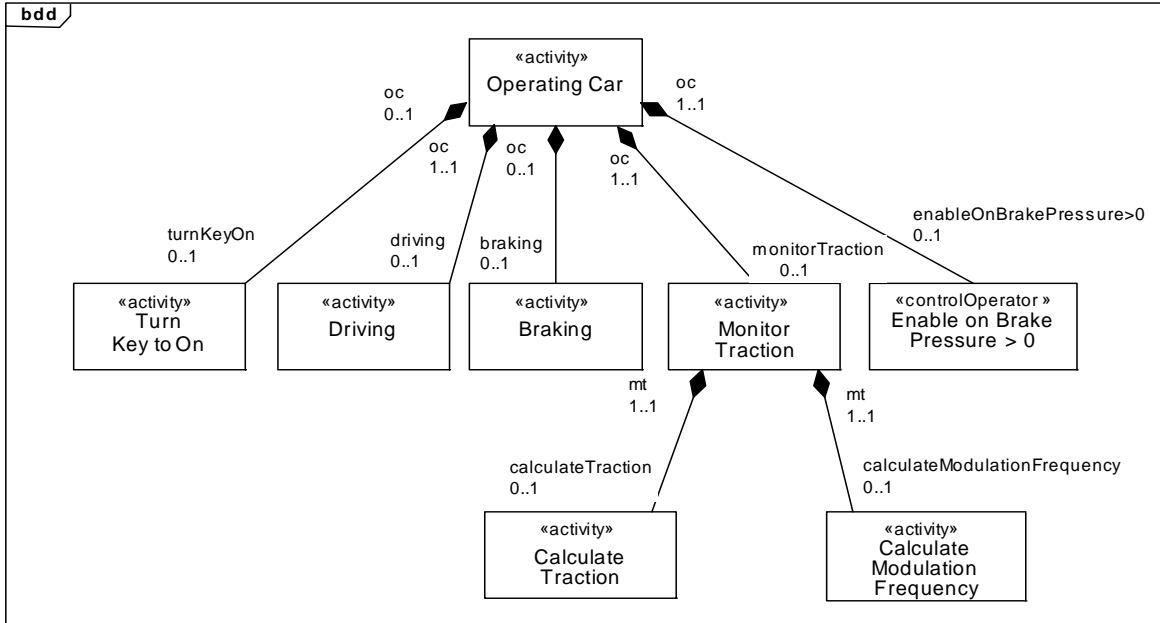 bdd
«activity»
Operating Car
oc
0..1
oc
1..1
oc
0..1
oc
1..1
oc
1..1
turnKeyOn
0..1
driving
0..1
braking
0..1
monitorTraction
0..1
enableOnBrakePressure>0
0..1
«activity»
Turn
Key to On
«activity»
Driving
«activity»
Braking
«activity»
Monitor
Traction
«controlOperator »
Enable on Brake
Pressure > 0
mt
1..1
mt
1..1
calculateTraction
0..1
calculateModulationFrequency
0..1
«activity»
Calculate
Traction
«activity»
Calculate
Modulation
Frequency